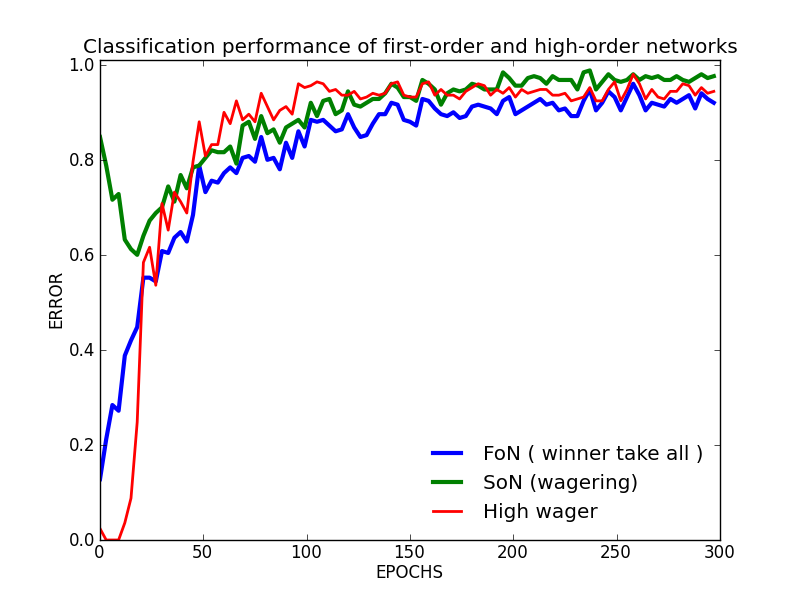 Classification performance of first-order and high-order networks
1.0
0.8
0.6
0.4
0.2
0.0
ERROR
FoN ( winner take all )
SoN (wagering)
High wager
0 50 100 150 200 250 300
EPOCHS